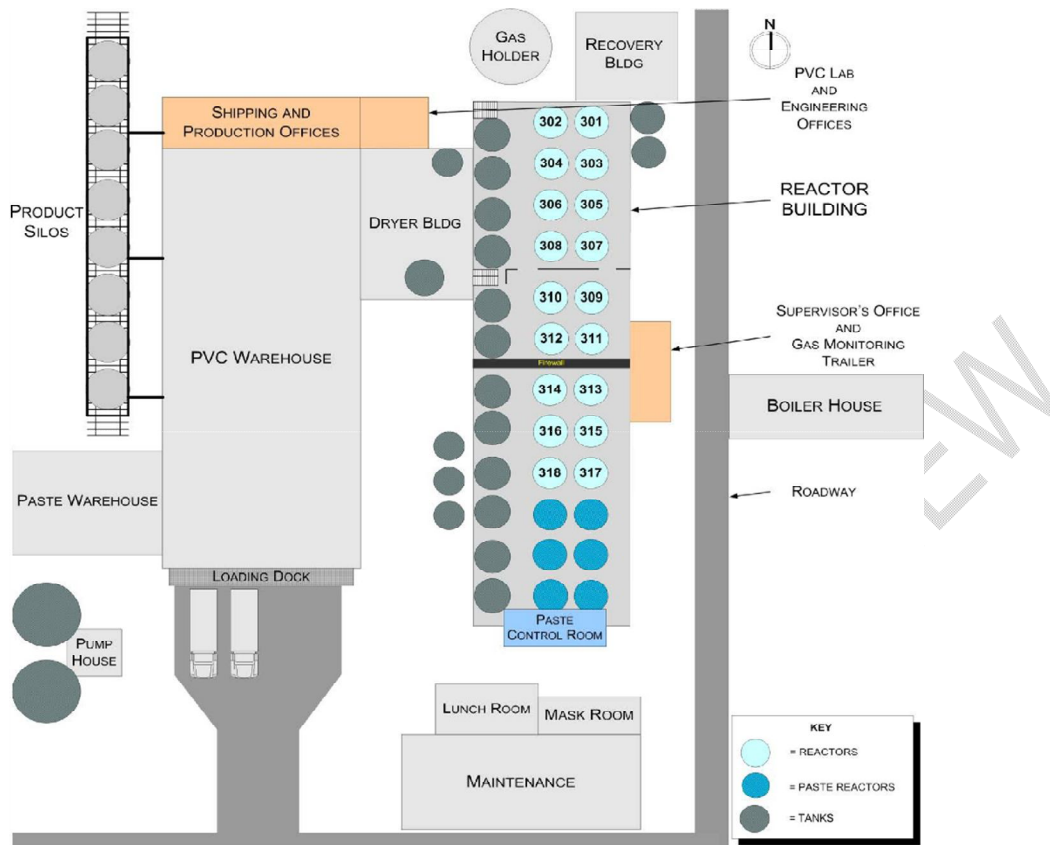 GAS
HOLDER
RECOVERY
BLDG
N
PVC LAB
AND
ENGINEERING
OFFICES
SHIPPING AND
PRODUCTION OFFICES
302 301
304 303
306 305
308 307
REACTOR
BUILDING
PRODUCT
SILOS
DRYER BLDG
310 309
312 311
SUPERVISOR'S OFFICE
AND
GAS MONITORING
TRAILER
PVC WAREHOUSE
Firewall
314 313
BOILER HOUSE
316 315
318 317
PASTE WAREHOUSE
ROADWAY
LOADING DOCK
PASTE
CONTROL ROOM
PUMP
HOUSE
LUNCH ROOM
MASK ROOM
MAINTENANCE
KEY
= REACTORS
= PASTE REACTORS
= TANKS
EW